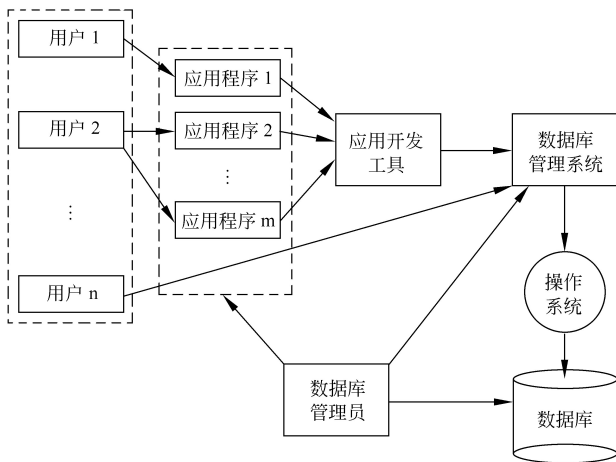 用户 1
应用程序 1
用户 2
应用程序 2
应用开发
工具
数据库
管理系统
⋮
⋮
应用程序 m
用户 n
操作
系统
数据库
管理员
数据库